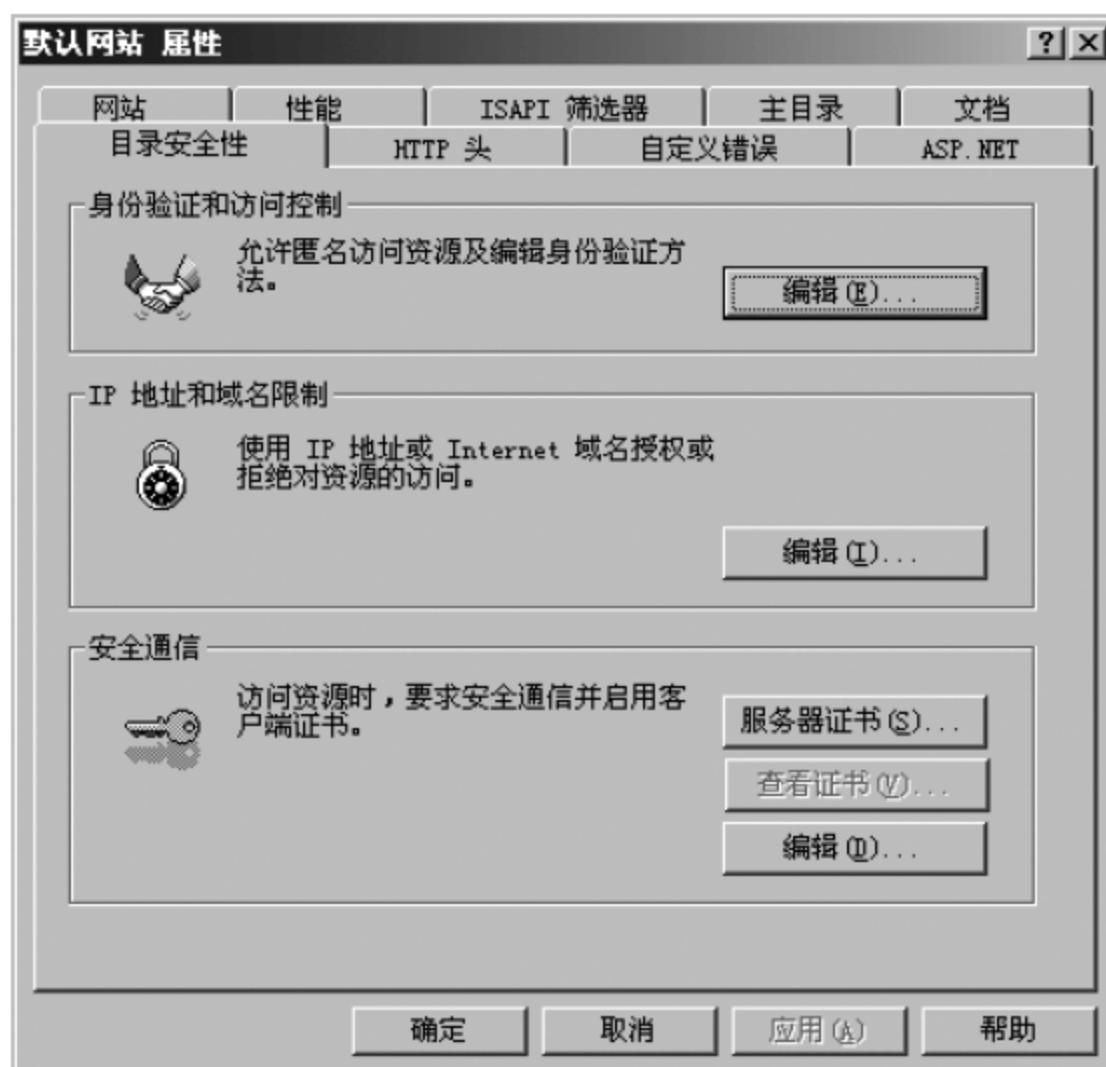 默认网站 属性
网站 性能 ISAPI 筛选器 主目录 文档
目录安全性 HTTP 头 自定义错误 ASP.NET
身份验证和访问控制
允许匿名访问资源及编辑身份验证方
法。
编辑(E)...
IP 地址和域名限制
使用 IP 地址或 Internet 域名授权或
拒绝对资源的访问。
编辑(I)...
安全通信
访问资源时，要求安全通信并启用客
户端证书。
服务器证书(S)...
查看证书(V)...
编辑(D)...
确定 取消 应用(A) 帮助